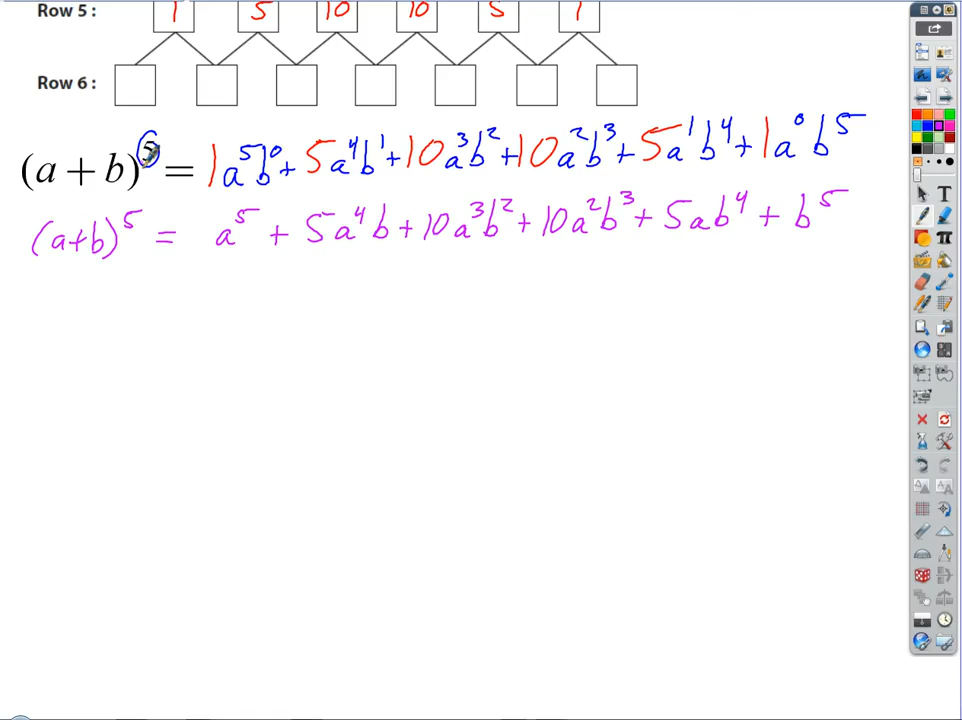 Row 5 : 1 5 10 10 5 1
Row 6 :
(a + b)⁵ = 1a⁵b⁰ + 5a⁴b¹ + 10a³b² + 10a²b³ + 5a¹b⁴ + 1a⁰b⁵
(a+b)⁵ = a⁵ + 5a⁴b + 10a³b² + 10a²b³ + 5ab⁴ + b⁵